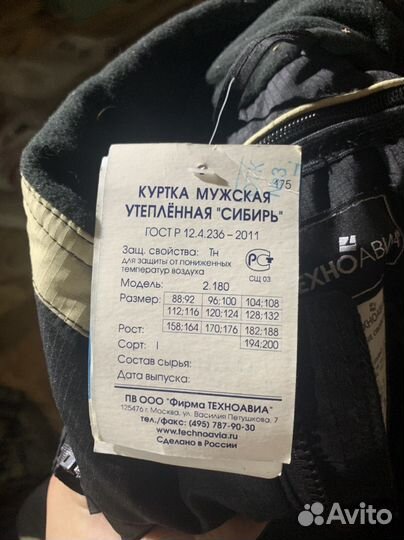 475
КУРТКА МУЖСКАЯ
УТЕПЛЁННАЯ "СИБИРЬ"
ГОСТ Р 12.4.236 – 2011
Защ. свойства: Тн
для защиты от пониженных
температур воздуха
СЩ 03
Модель: 2.180
Размер: 88;92 96;100 104;108
112;116 120;124 128;132
Рост: 158;164 170;176 182;188
194;200
Сорт: I
Состав сырья:
Дата выпуска:
ПВ ООО "Фирма ТЕХНОАВИА"
125476 г. Москва, ул. Василия Петушкова, 7
тел./факс: (495) 787-90-30
www.technoavia.ru
Сделано в России
ТЕХНОАВИА
Avito